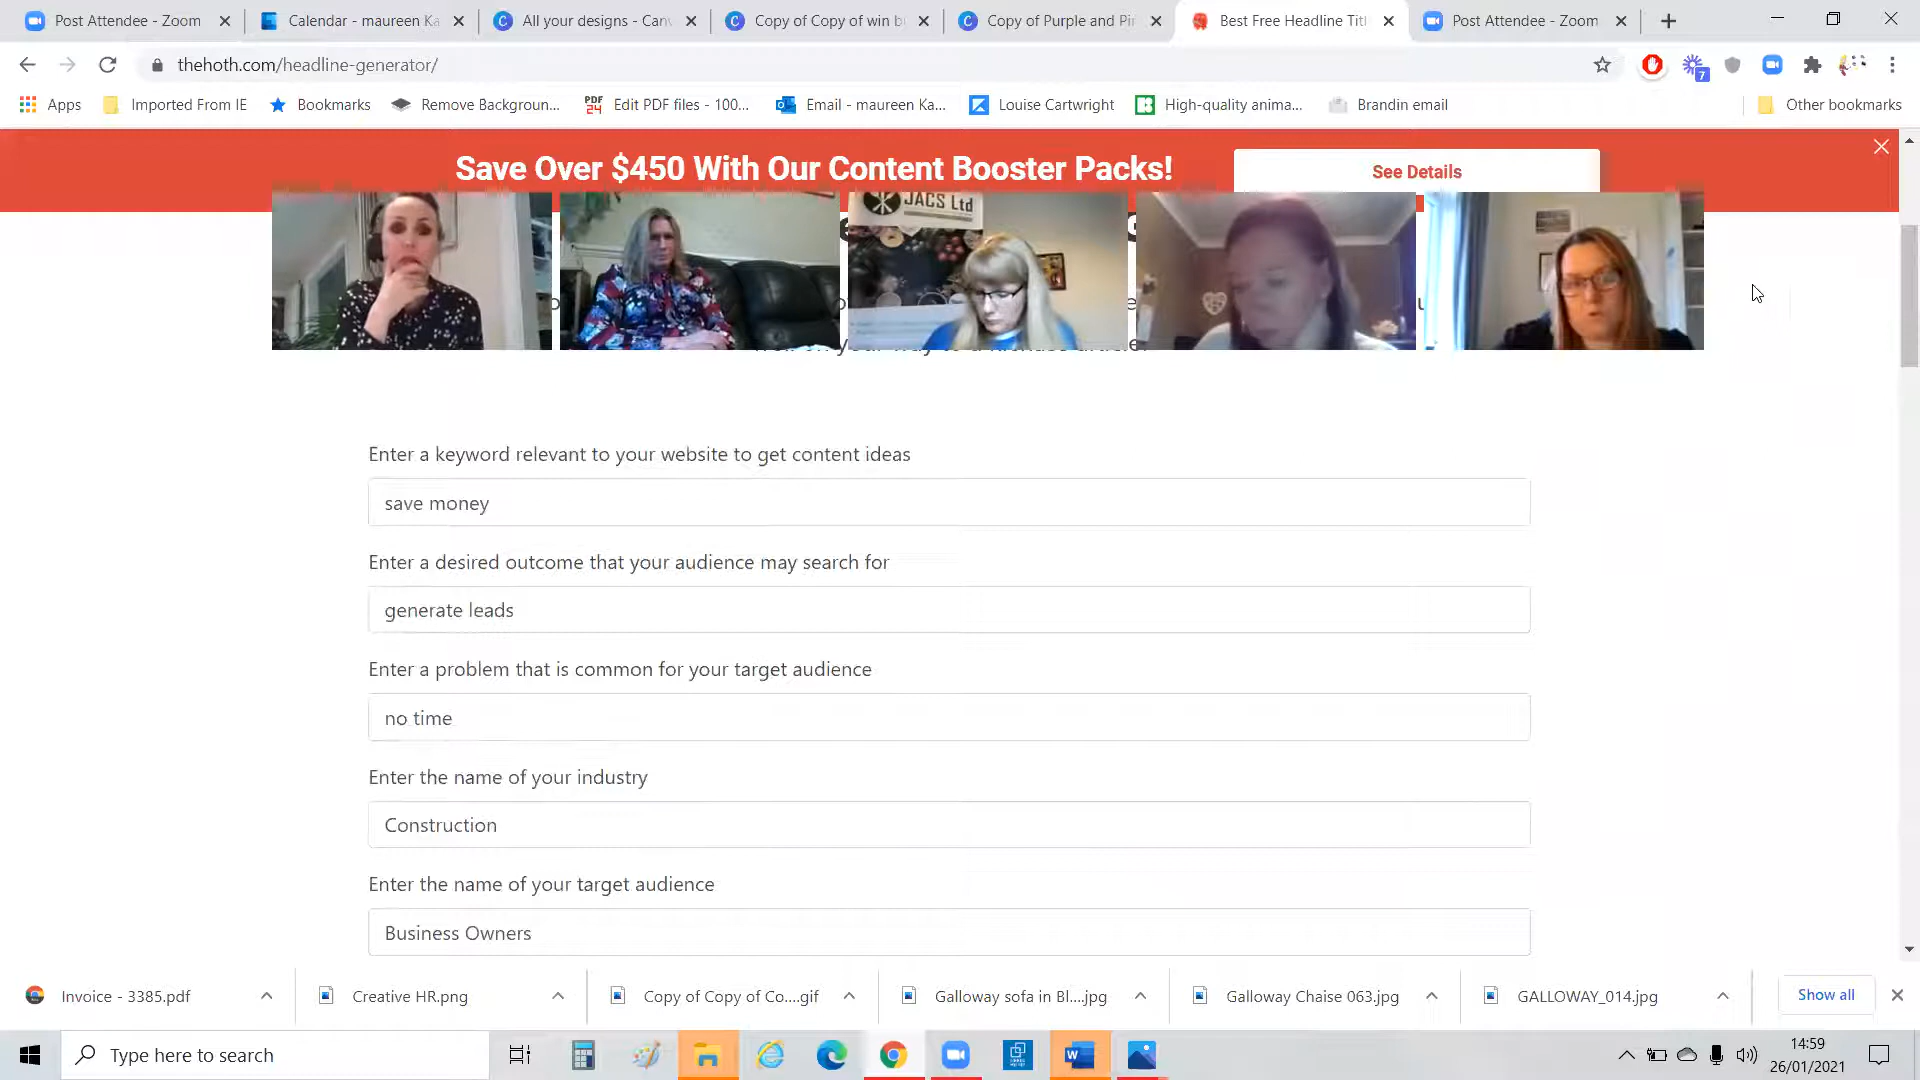 Post Attendee - Zoom
Calendar - maureen Ka
All your designs - Canv
Copy of Copy of win b
Copy of Purple and Pin
Best Free Headline Titl
Post Attendee - Zoom
thehoth.com/headline-generator/
7
Apps
Imported From IE
Bookmarks
Remove Backgroun...
PDF
24
Edit PDF files - 100...
Email - maureen Ka...
Louise Cartwright
High-quality anima...
Brandin email
Other bookmarks
Save Over $450 With Our Content Booster Packs!
See Details
JACS Ltd
Enter a keyword relevant to your website to get content ideas
save money
Enter a desired outcome that your audience may search for
generate leads
Enter a problem that is common for your target audience
no time
Enter the name of your industry
Construction
Enter the name of your target audience
Business Owners
Invoice - 3385.pdf
Creative HR.png
Copy of Copy of Co....gif
Galloway sofa in Bl....jpg
Galloway Chaise 063.jpg
GALLOWAY_014.jpg
Show all
Type here to search
14:59
26/01/2021